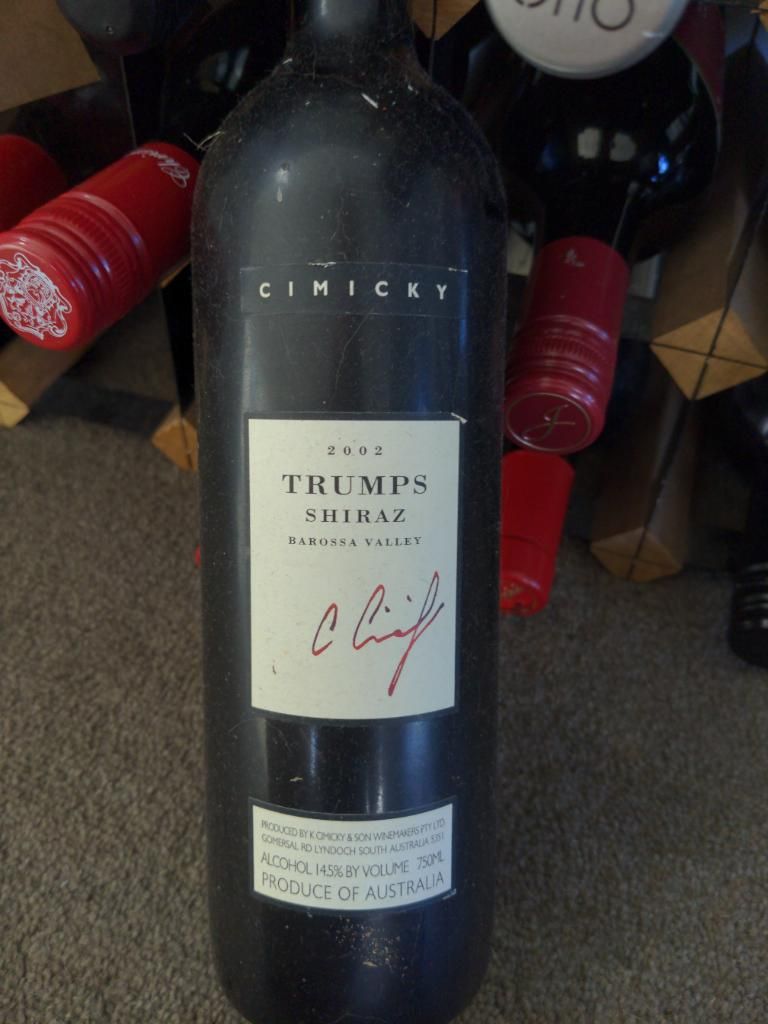 CIMICKY
2002
TRUMPS
SHIRAZ
BAROSSA VALLEY
PRODUCED BY K CIMICKY & SON WINEMAKERS PTY LTD.
GOMERSAL RD LYNDOCH SOUTH AUSTRALIA 5351
ALCOHOL 14.5% BY VOLUME 750ML
PRODUCE OF AUSTRALIA
J